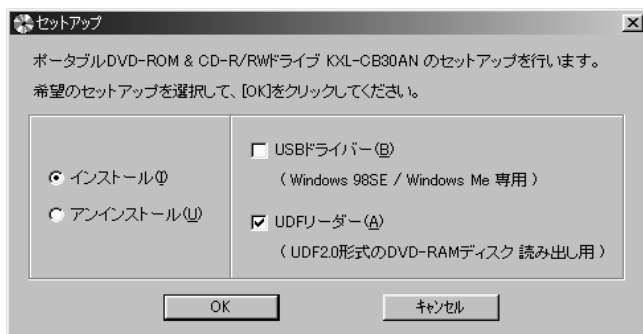 セットアップ
ポータブルDVD-ROM & CD-R/RWドライブ KXL-CB30AN のセットアップを行います。
希望のセットアップを選択して、[OK]をクリックしてください。
インストール(I)
アンインストール(U)
USBドライバー(B)
( Windows 98SE / Windows Me 専用 )
UDFリーダー(A)
( UDF2.0形式のDVD-RAMディスク 読み出し用 )
OK
キャンセル